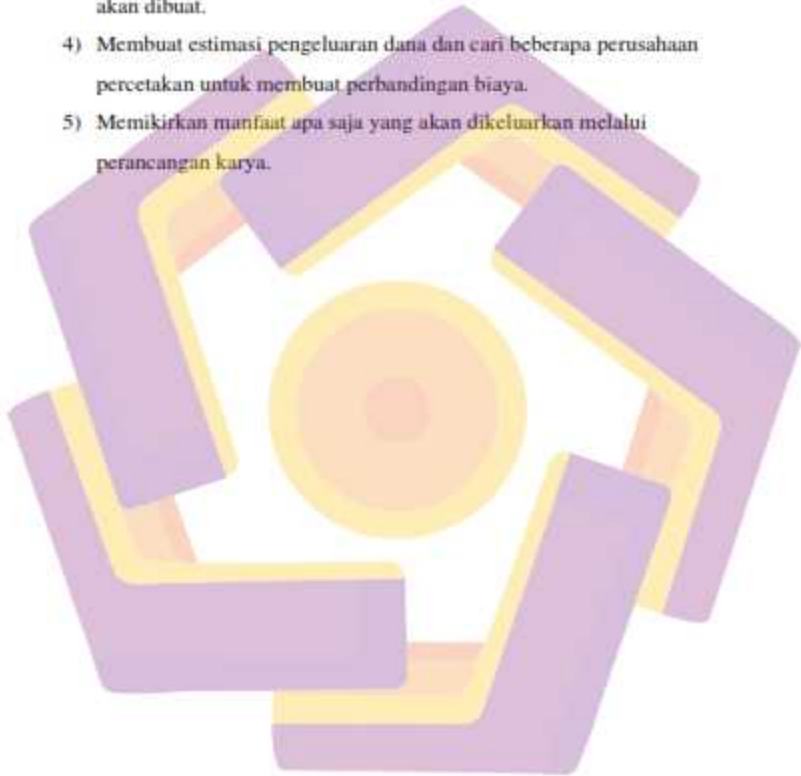 akan dibuat.
4) Membuat estimasi pengeluaran dana dan cari beberapa perusahaan
percetakan untuk membuat perbandingan biaya.
5) Memikirkan manfaat apa saja yang akan dikeluarkan melalui
perancangan karya.